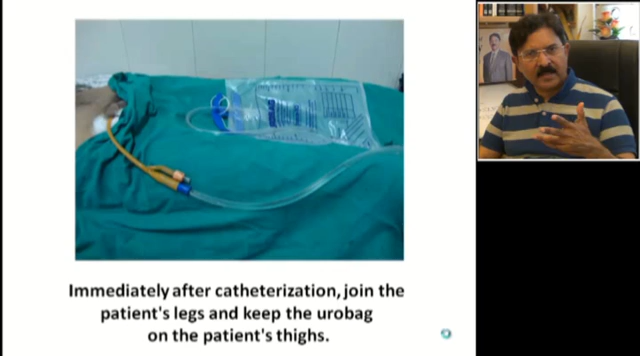 Immediately after catheterization, join the
patient's legs and keep the urobag
on the patient's thighs.